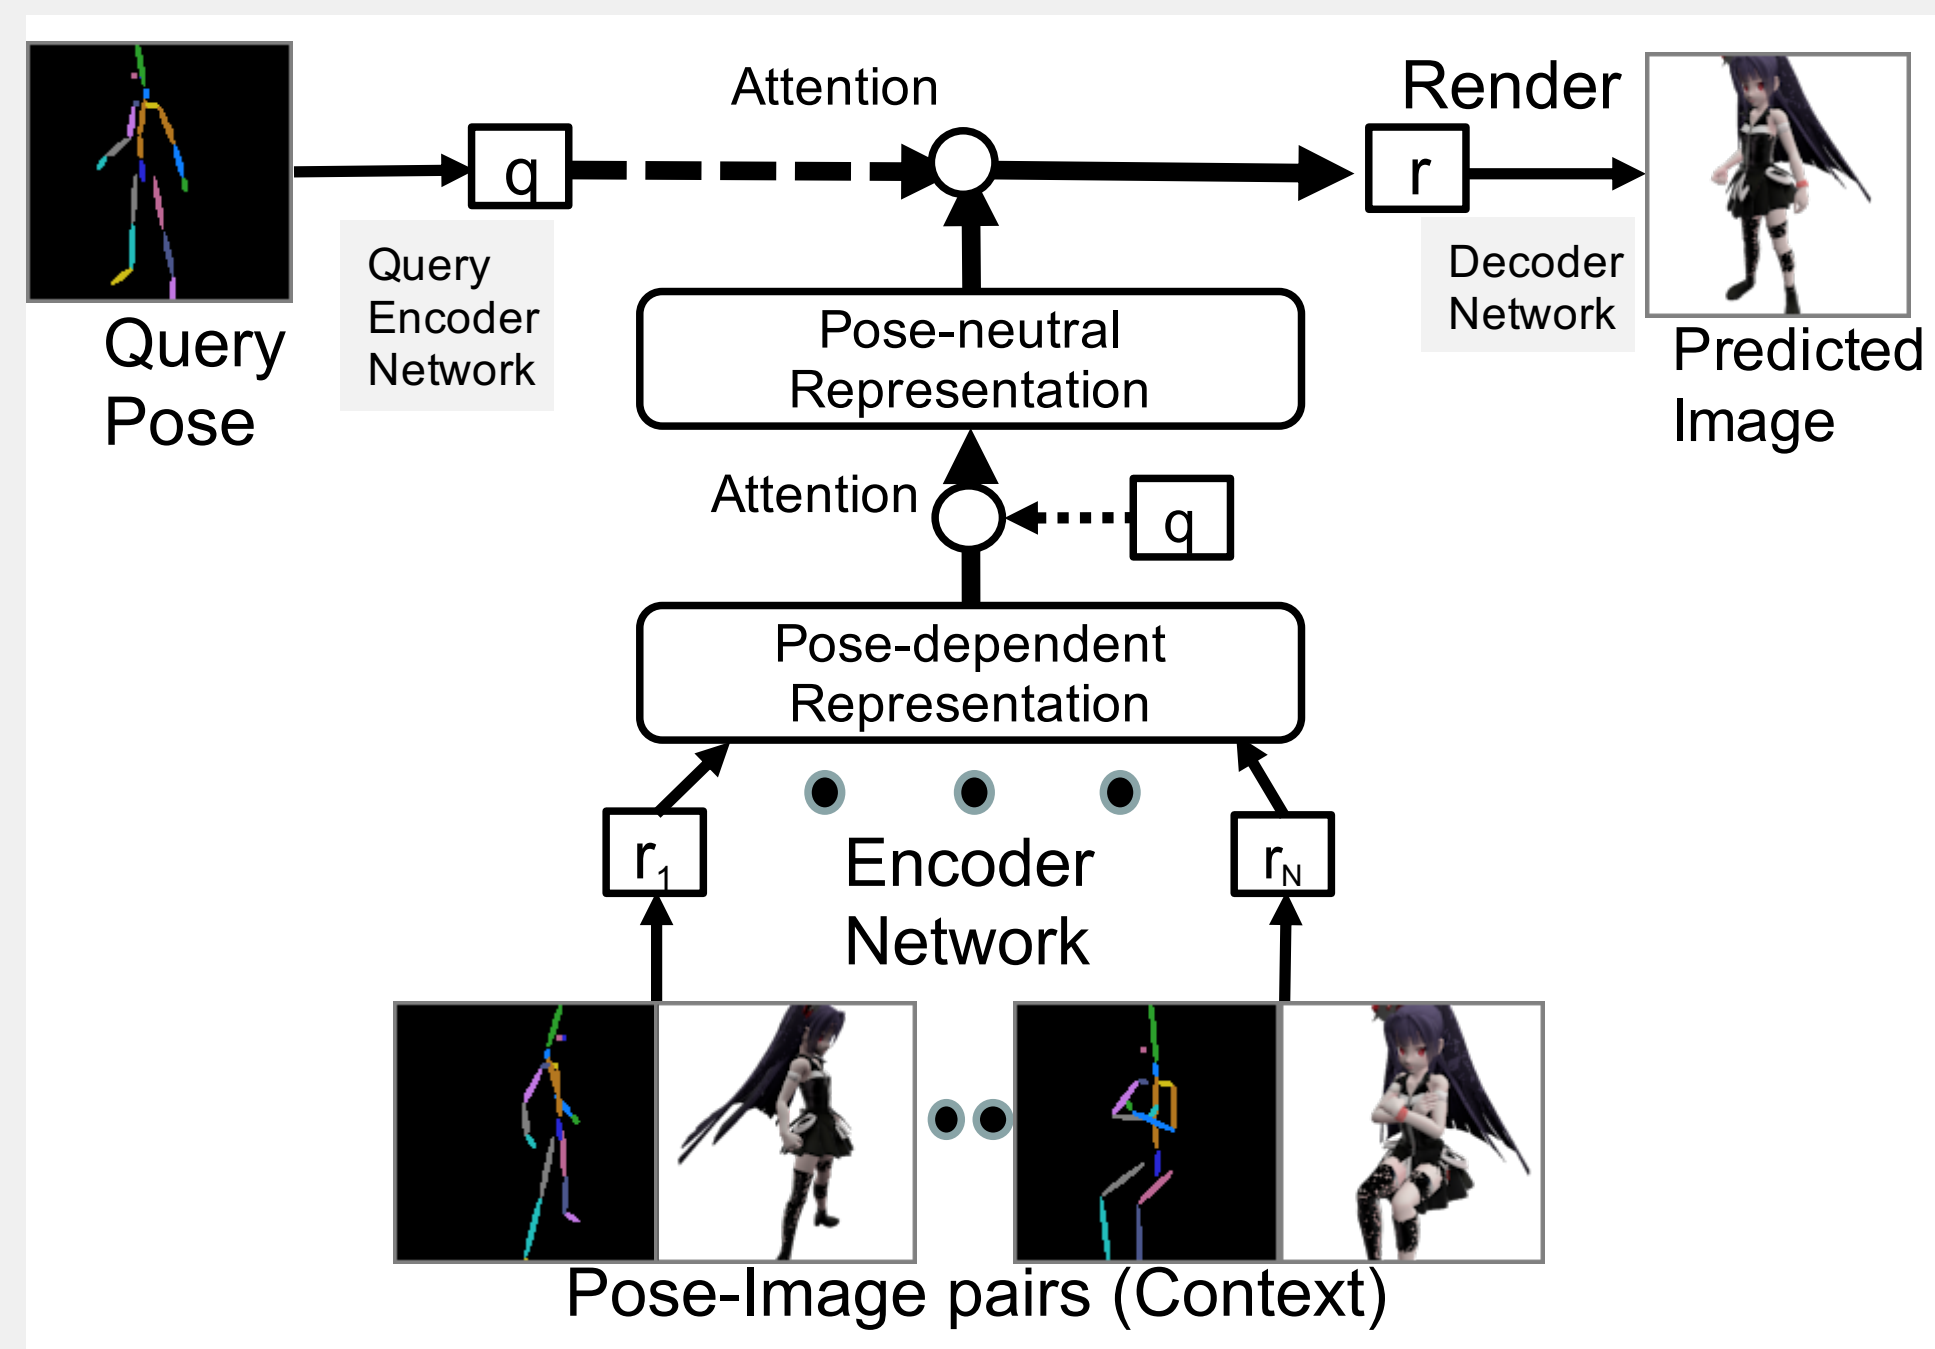 Attention
Render
q
r
Query
Encoder
Network
Decoder
Network
Query
Pose
Pose-neutral
Representation
Predicted
Image
Attention
q
Pose-dependent
Representation
r1
rN
Encoder
Network
Pose-Image pairs (Context)